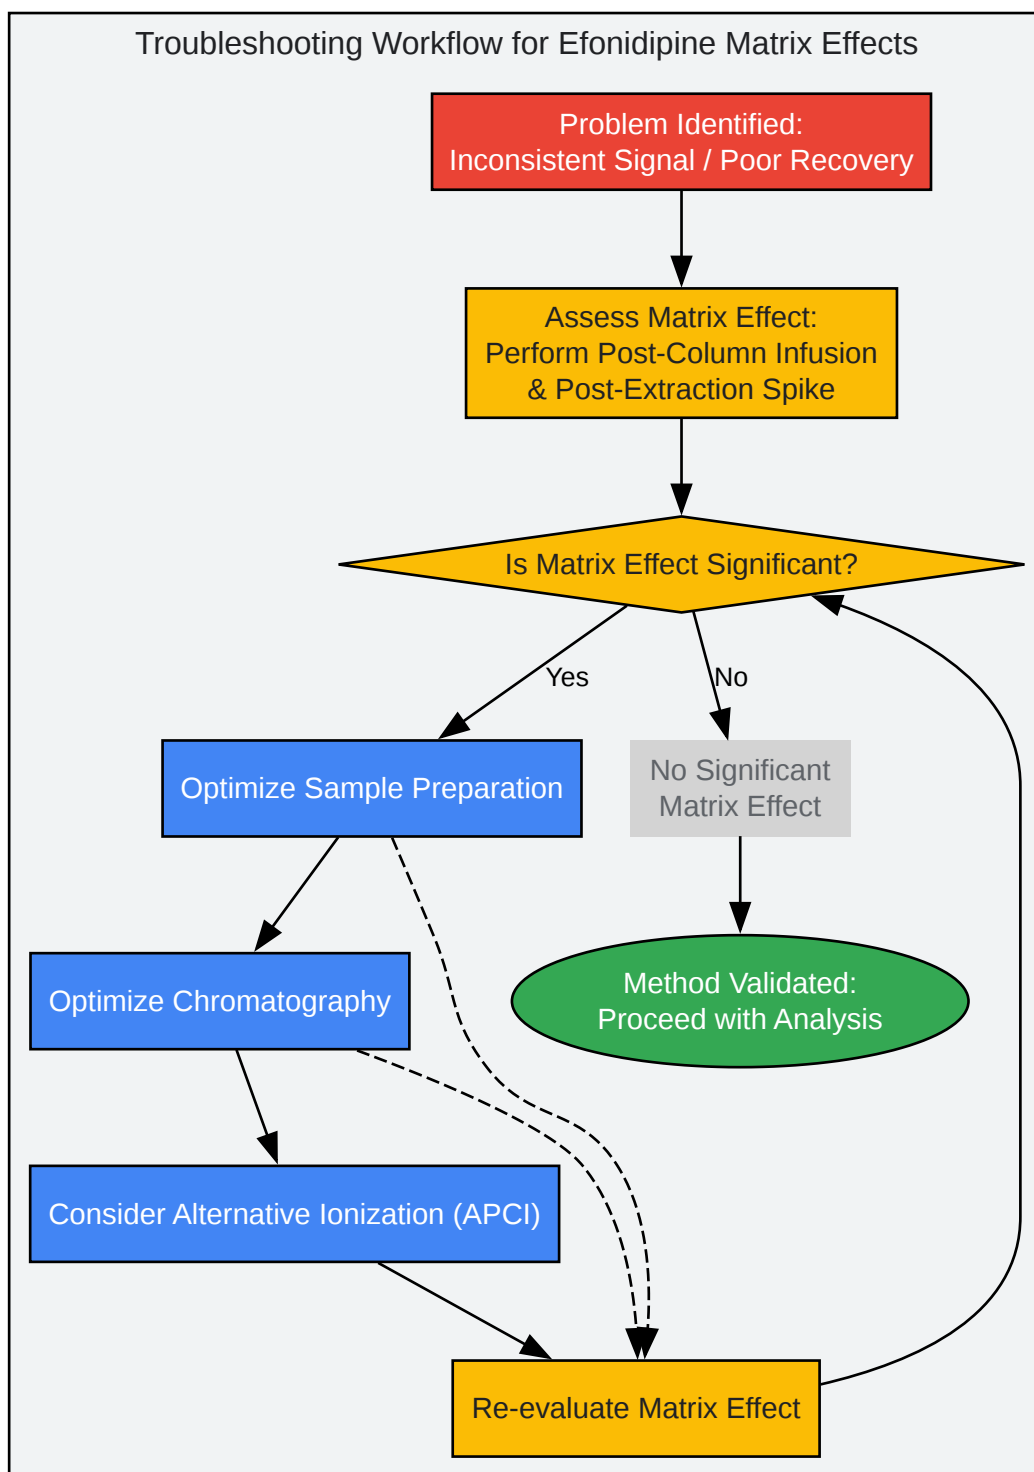 Troubleshooting Workflow for Efonidipine Matrix Effects
Problem Identified:
Inconsistent Signal / Poor Recovery
Assess Matrix Effect:
Perform Post-Column Infusion
& Post-Extraction Spike
Is Matrix Effect Significant?
Yes
No
Optimize Sample Preparation
No Significant
Matrix Effect
Optimize Chromatography
Method Validated:
Proceed with Analysis
Consider Alternative Ionization (APCI)
Re-evaluate Matrix Effect